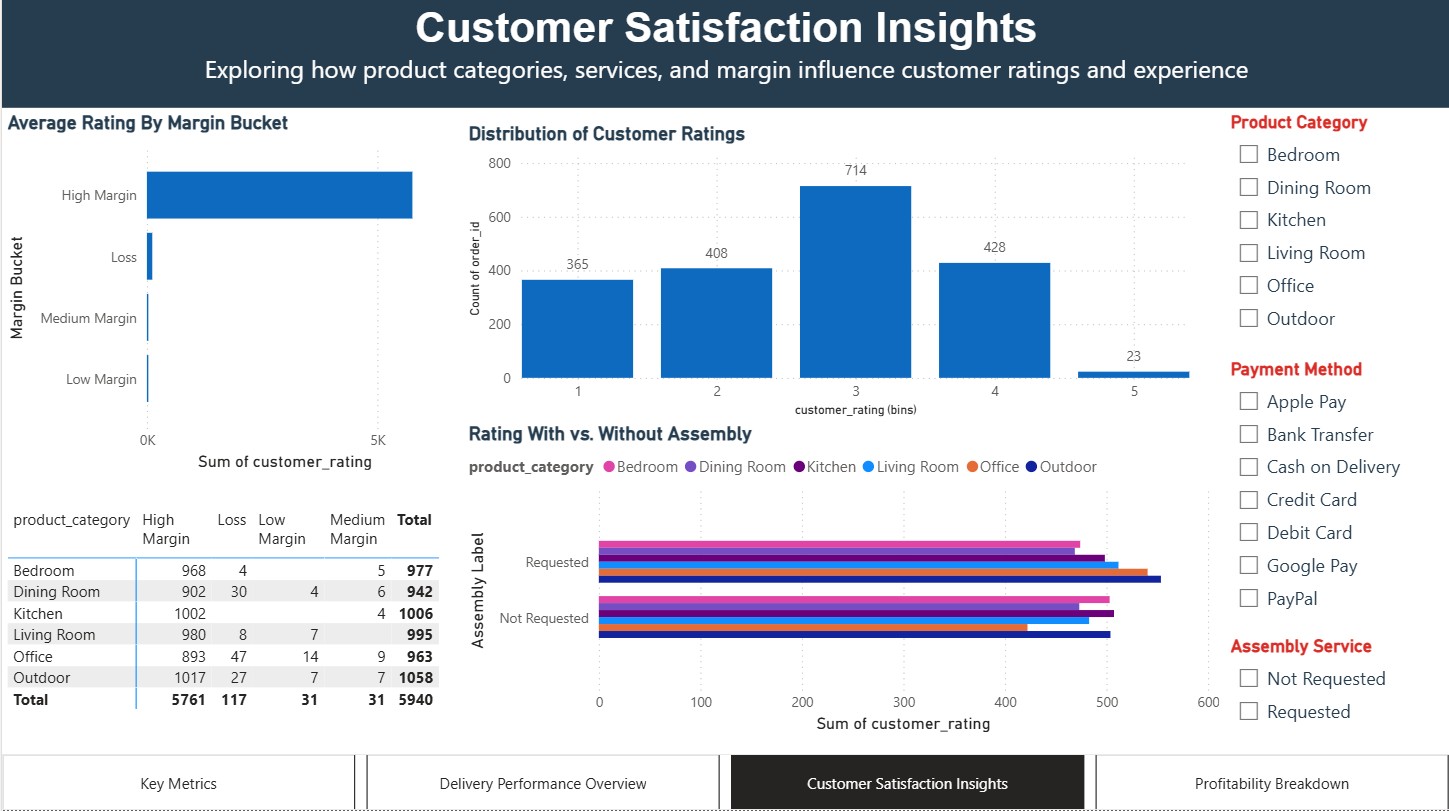 Customer Satisfaction Insights
Exploring how product categories, services, and margin influence customer ratings and experience
Average Rating By Margin Bucket
Margin Bucket
High Margin
Loss
Medium Margin
Low Margin
0K 5K
Sum of customer_rating
product_category High Margin Loss Low Margin Medium Margin Total
Bedroom 968 4 5 977
Dining Room 902 30 4 6 942
Kitchen 1002 4 1006
Living Room 980 8 7 995
Office 893 47 14 9 963
Outdoor 1017 27 7 7 1058
Total 5761 117 31 31 5940
Distribution of Customer Ratings
Count of order_id
800
600
400
200
0
365 408 714 428 23
1 2 3 4 5
customer_rating (bins)
Rating With vs. Without Assembly
product_category Bedroom Dining Room Kitchen Living Room Office Outdoor
Assembly Label
Requested
Not Requested
0 100 200 300 400 500 600
Sum of customer_rating
Product Category
Bedroom
Dining Room
Kitchen
Living Room
Office
Outdoor
Payment Method
Apple Pay
Bank Transfer
Cash on Delivery
Credit Card
Debit Card
Google Pay
PayPal
Assembly Service
Not Requested
Requested
Key Metrics
Delivery Performance Overview
Customer Satisfaction Insights
Profitability Breakdown